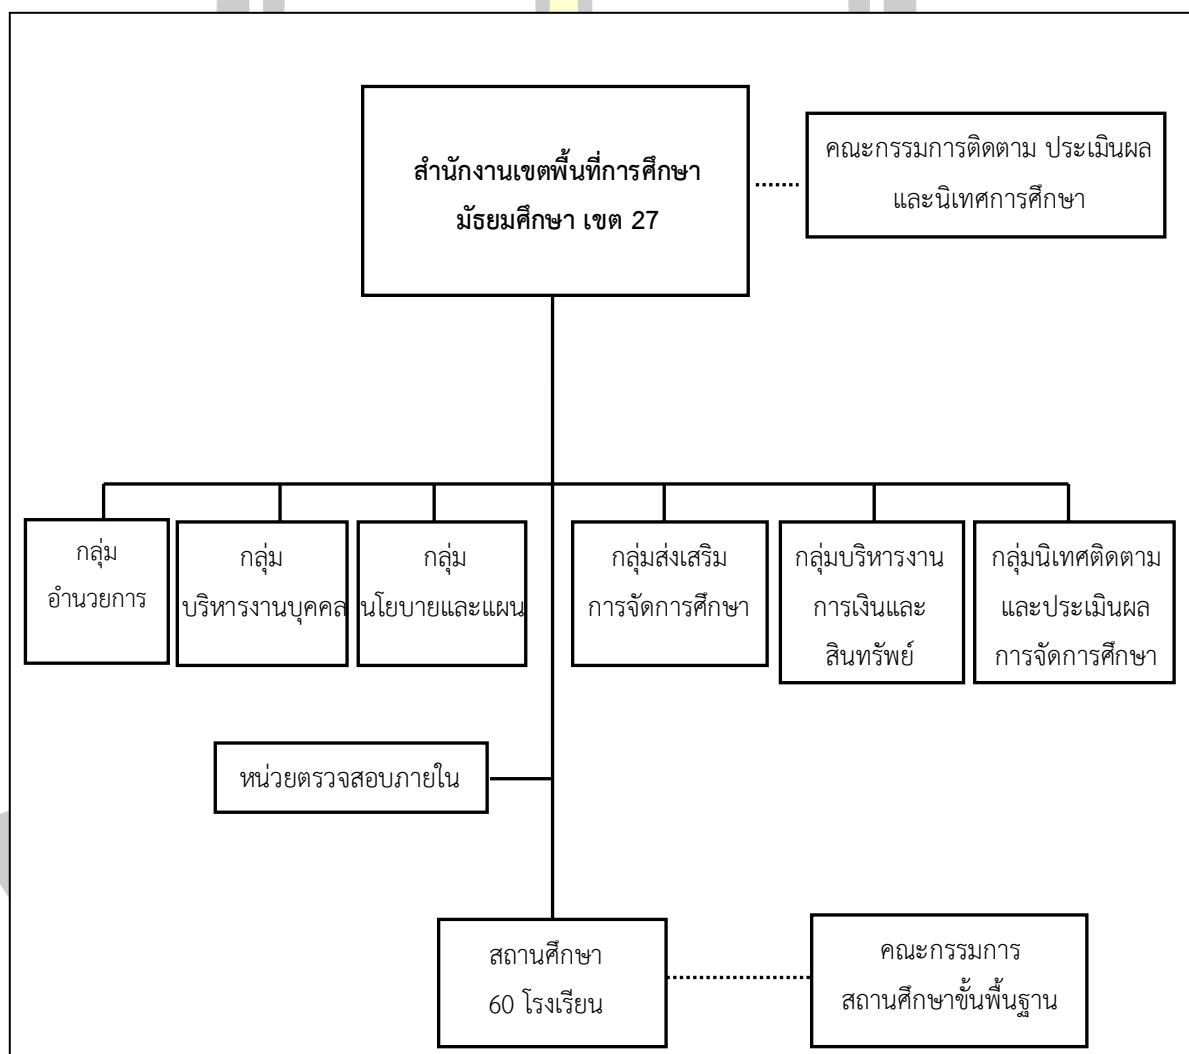 สำนักงานเขตพื้นที่การศึกษา
มัธยมศึกษา เขต 27
คณะกรรมการติดตาม ประเมินผล
และนิเทศการศึกษา
กลุ่ม
อำนวยการ
กลุ่ม
บริหารงานบุคคล
กลุ่ม
นโยบายและแผน
กลุ่มส่งเสริม
การจัดการศึกษา
กลุ่มบริหารงาน
การเงินและ
สินทรัพย์
กลุ่มนิเทศติดตาม
และประเมินผล
การจัดการศึกษา
หน่วยตรวจสอบภายใน
สถานศึกษา
60 โรงเรียน
คณะกรรมการ
สถานศึกษาขั้นพื้นฐาน